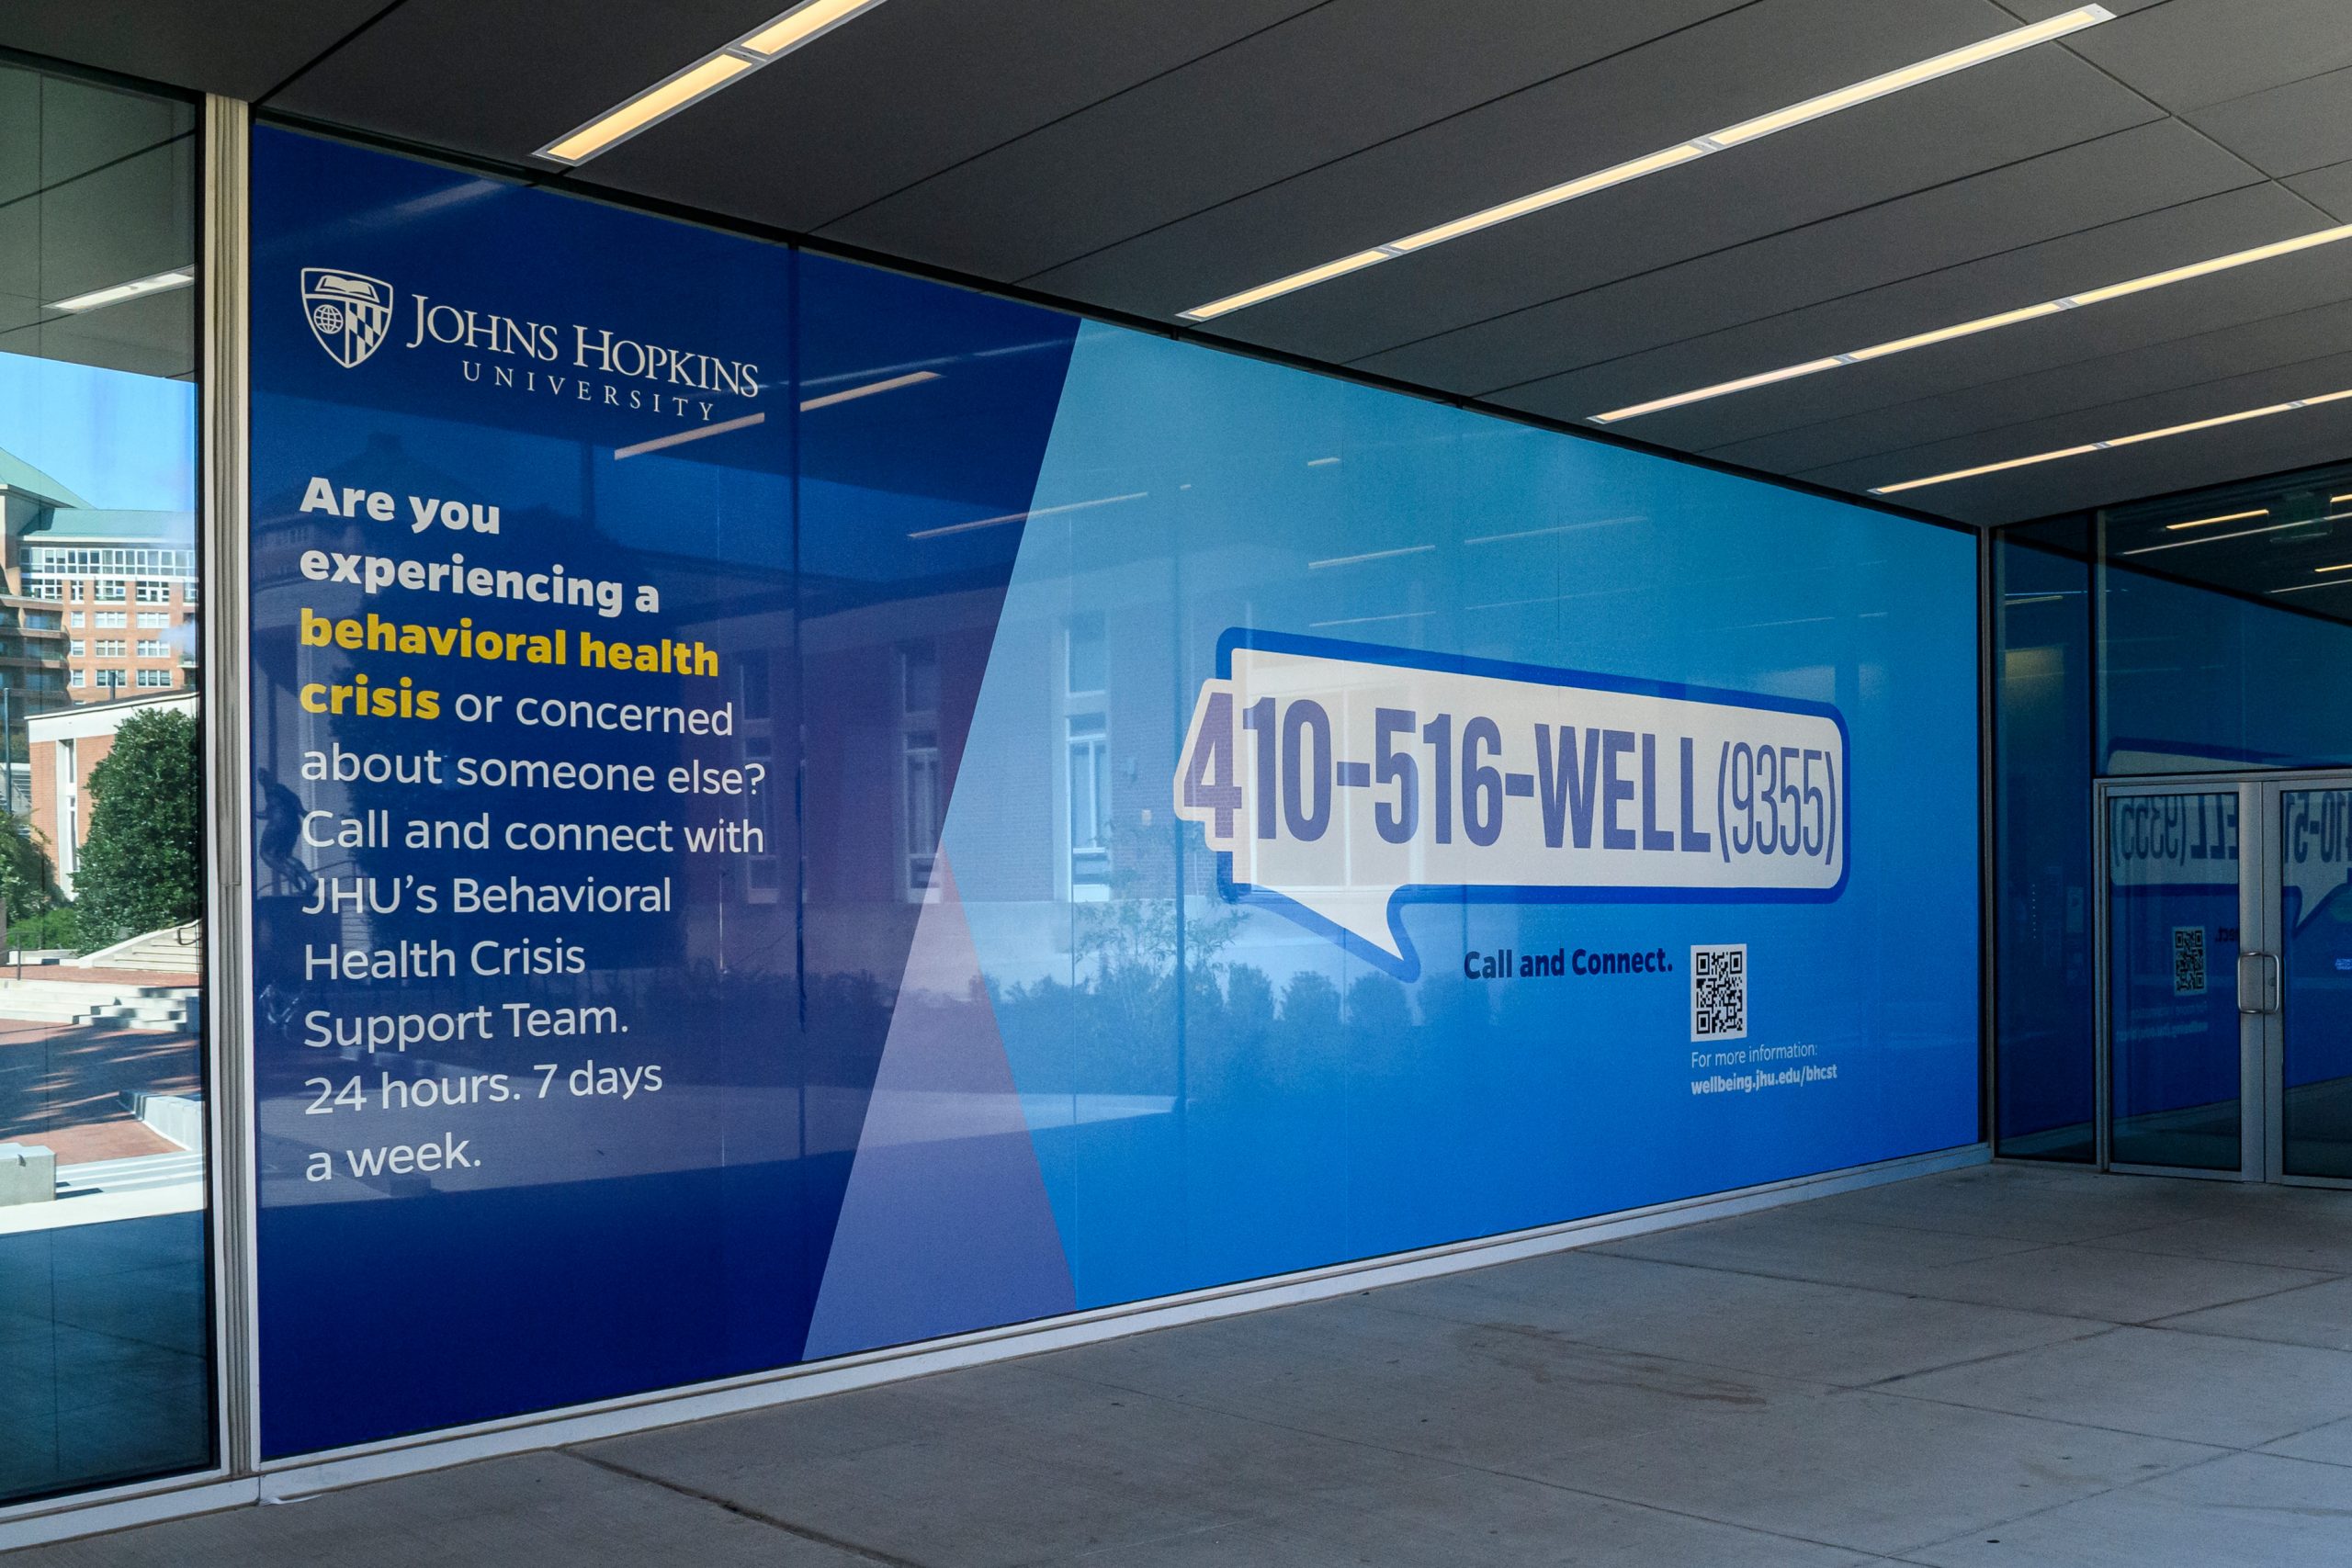 JOHNS HOPKINS
UNIVERSITY
Are you
experiencing a
behavioral health
crisis or concerned
about someone else?
Call and connect with
JHU's Behavioral
Health Crisis
Support Team.
24 hours. 7 days
a week.
410-516-WELL (9355)
Call and Connect.
For more information:
wellbeing.jhu.edu/bhcst